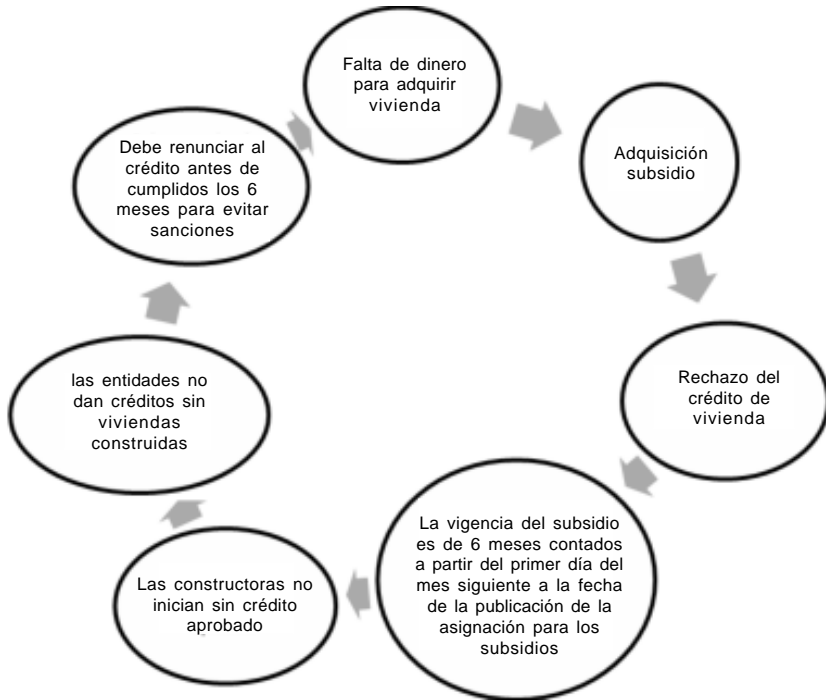 Falta de dinero
para adquirir
vivienda
Adquisición
subsidio
Rechazo del
crédito de
vivienda
La vigencia del subsidio
es de 6 meses contados
a partir del primer día del
mes siguiente a la fecha
de la publicación de la
asignación para los
subsidios
Las constructoras no
inician sin crédito
aprobado
las entidades no
dan créditos sin
viviendas
construidas
Debe renunciar al
crédito antes de
cumplidos los 6
meses para evitar
sanciones